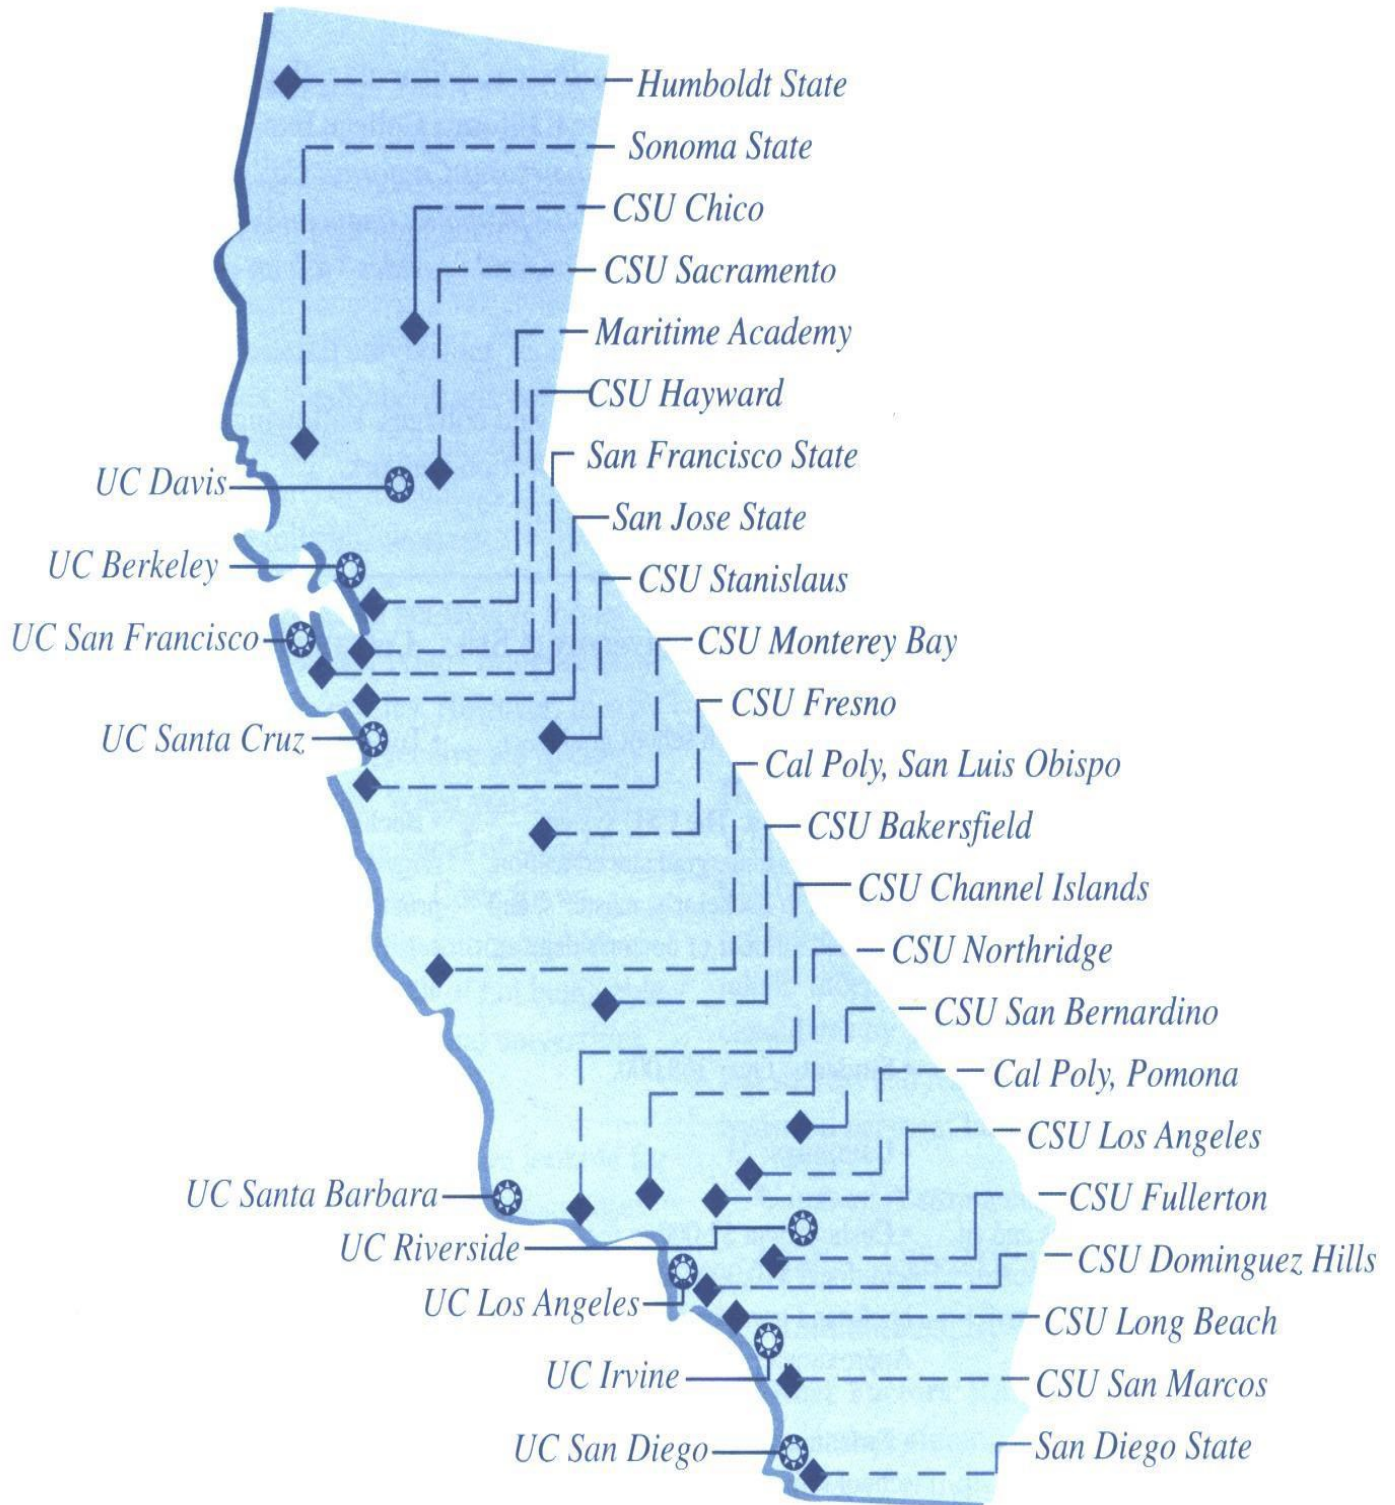 Humboldt State
Sonoma State
CSU Chico
CSU Sacramento
Maritime Academy
CSU Hayward
San Francisco State
UC Davis
San Jose State
UC Berkeley
CSU Stanislaus
UC San Francisco
CSU Monterey Bay
CSU Fresno
UC Santa Cruz
Cal Poly, San Luis Obispo
CSU Bakersfield
CSU Channel Islands
CSU Northridge
CSU San Bernardino
Cal Poly, Pomona
CSU Los Angeles
UC Santa Barbara
CSU Fullerton
UC Riverside
CSU Dominguez Hills
UC Los Angeles
CSU Long Beach
UC Irvine
CSU San Marcos
UC San Diego
San Diego State